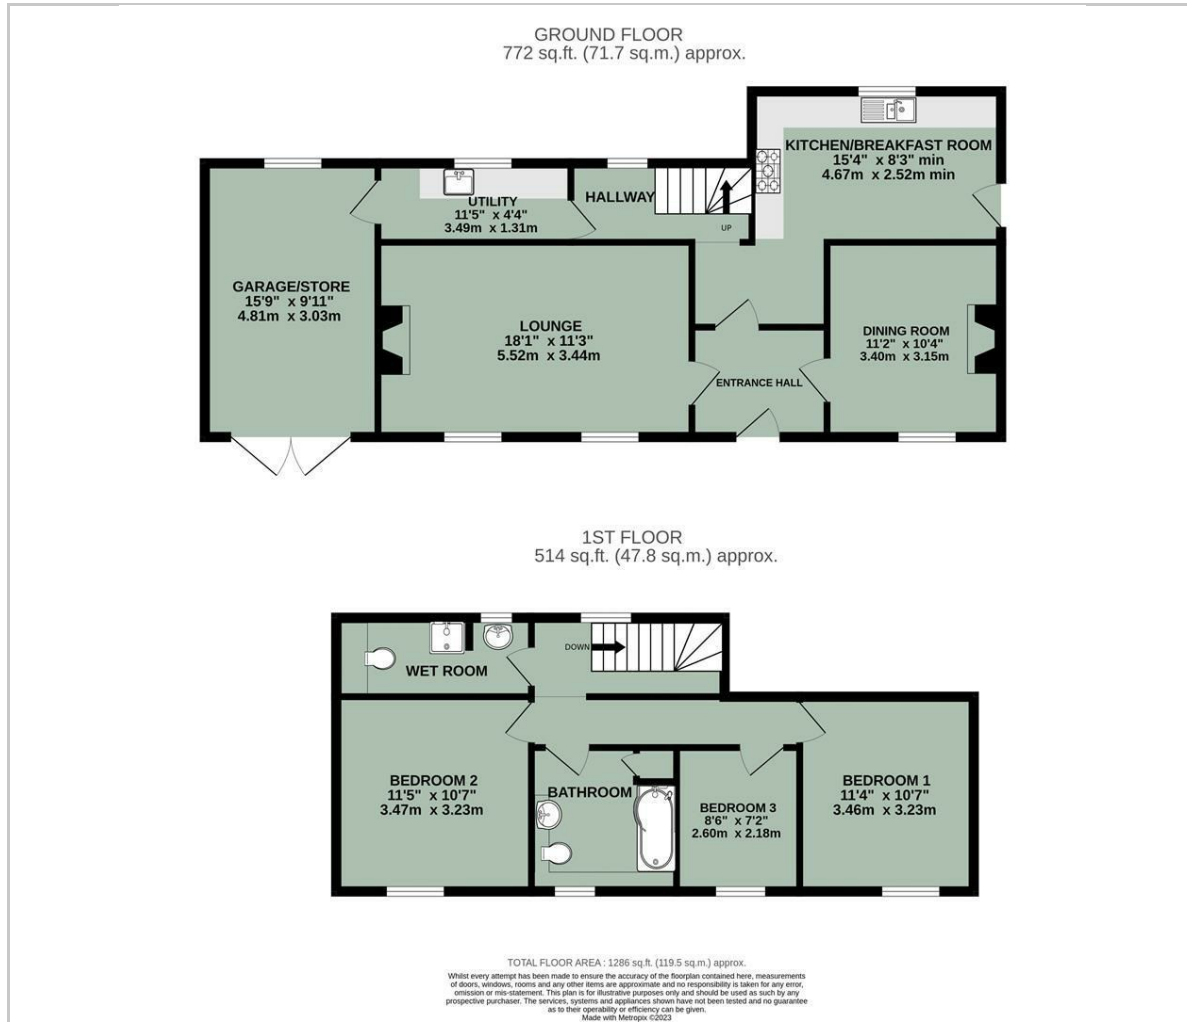 GROUND FLOOR
772 sq.ft. (71.7 sq.m.) approx.
KITCHEN/BREAKFAST ROOM
15'4" x 8'3" min
4.67m x 2.52m min
HALLWAY
UP
UTILITY
11'5" x 4'4"
3.49m x 1.31m
GARAGE/STORE
15'9" x 9'11"
4.81m x 3.03m
LOUNGE
18'1" x 11'3"
5.52m x 3.44m
DINING ROOM
11'2" x 10'4"
3.40m x 3.15m
ENTRANCE HALL
1ST FLOOR
514 sq.ft. (47.8 sq.m.) approx.
DOWN
WET ROOM
BEDROOM 2
11'5" x 10'7"
3.47m x 3.23m
BATHROOM
BEDROOM 3
8'6" x 7'2"
2.60m x 2.18m
BEDROOM 1
11'4" x 10'7"
3.46m x 3.23m
TOTAL FLOOR AREA : 1286 sq.ft. (119.5 sq.m.) approx.
Whilst every attempt has been made to ensure the accuracy of the floorplan contained here, measurements
of doors, windows, rooms and any other items are approximate and no responsibility is taken for any error,
omission or mis-statement. This plan is for illustrative purposes only and should be used as such by any
prospective purchaser. The services, systems and appliances shown have not been tested and no guarantee
as to their operability or efficiency can be given.
Made with Metropix ©2023